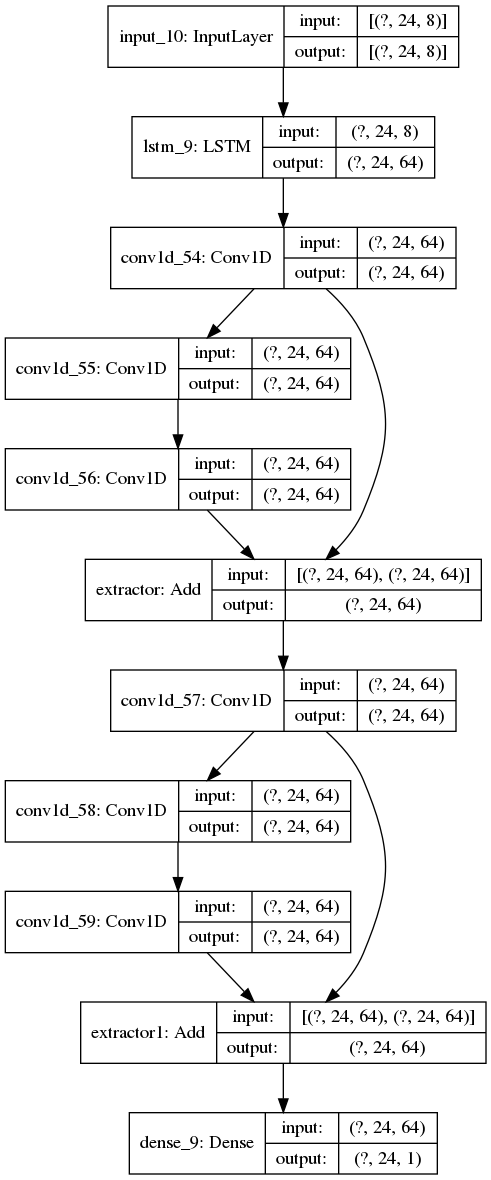 input_10: InputLayer
input: [(?, 24, 8)]
output: [(?, 24, 8)]
lstm_9: LSTM
input: (?, 24, 8)
output: (?, 24, 64)
conv1d_54: Conv1D
input: (?, 24, 64)
output: (?, 24, 64)
conv1d_55: Conv1D
input: (?, 24, 64)
output: (?, 24, 64)
conv1d_56: Conv1D
input: (?, 24, 64)
output: (?, 24, 64)
extractor: Add
input: [(?, 24, 64), (?, 24, 64)]
output: (?, 24, 64)
conv1d_57: Conv1D
input: (?, 24, 64)
output: (?, 24, 64)
conv1d_58: Conv1D
input: (?, 24, 64)
output: (?, 24, 64)
conv1d_59: Conv1D
input: (?, 24, 64)
output: (?, 24, 64)
extractor1: Add
input: [(?, 24, 64), (?, 24, 64)]
output: (?, 24, 64)
dense_9: Dense
input: (?, 24, 64)
output: (?, 24, 1)